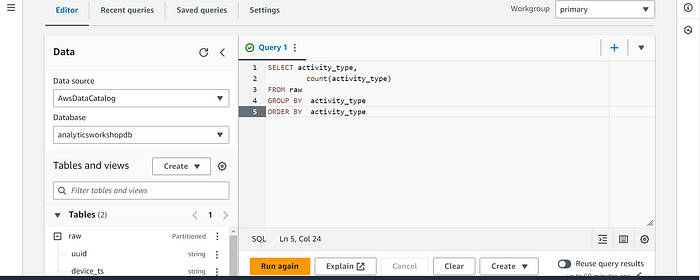 Editor Recent queries Saved queries Settings Workgroup primary
Data
Query 1
Data source
AwsDataCatalog
Database
analyticsworkshopdb
Tables and views Create
Filter tables and views
Tables (2) 1
raw Partitioned
uuid string
device_ts string
1 SELECT activity_type,
2 count(activity_type)
3 FROM raw
4 GROUP BY activity_type
5 ORDER BY activity_type
SQL Ln 5, Col 24
Run again Explain Cancel Clear Create Reuse query results